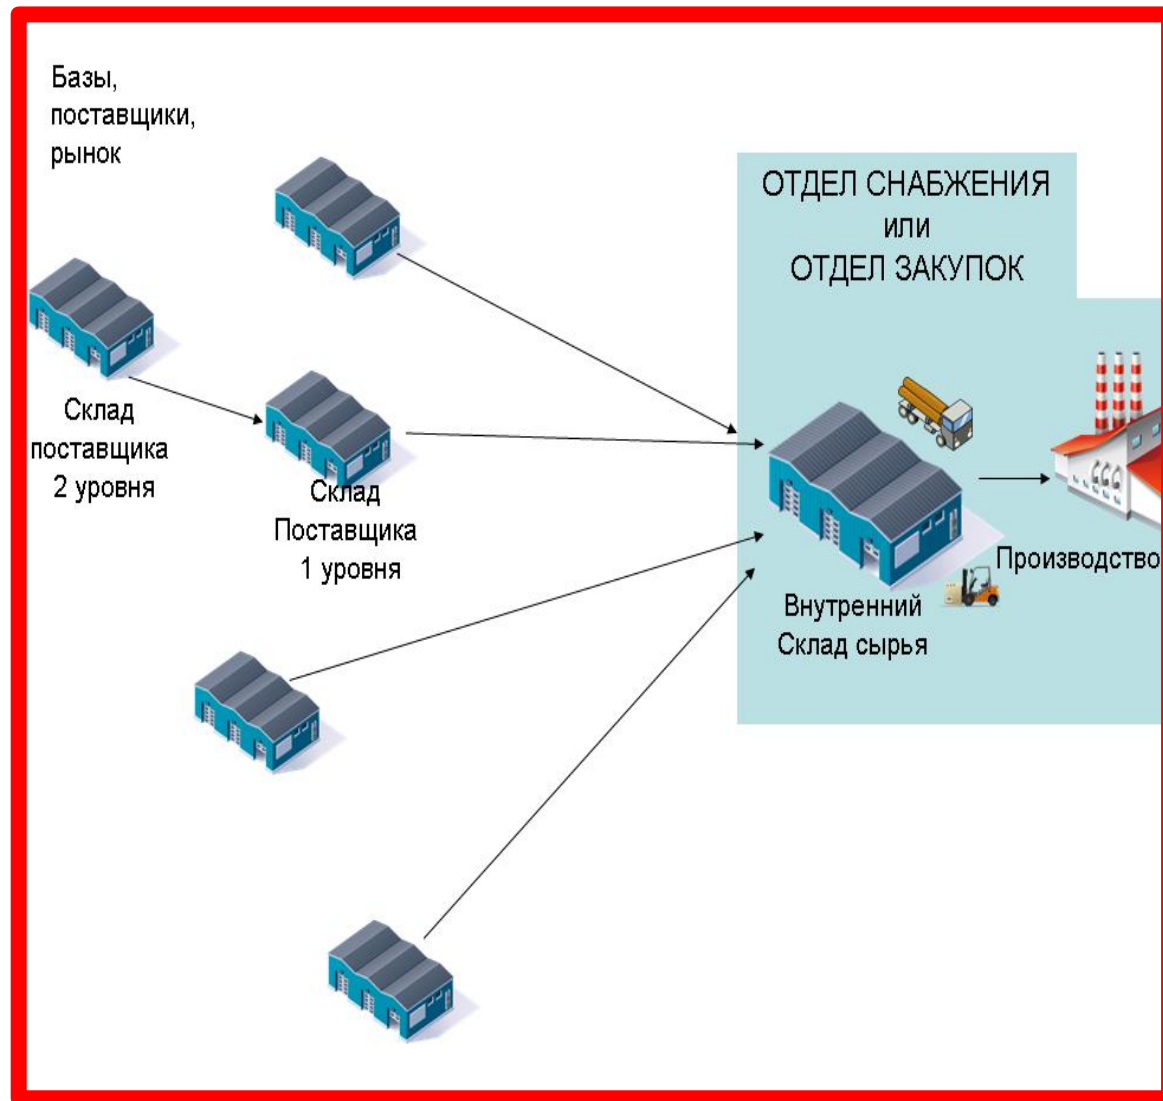 Базы,
поставщики,
рынок
ОТДЕЛ СНАБЖЕНИЯ
или
ОТДЕЛ ЗАКУПОК
Склад
поставщика
2 уровня
Склад
Поставщика
1 уровня
Производство
Внутренний
Склад сырья